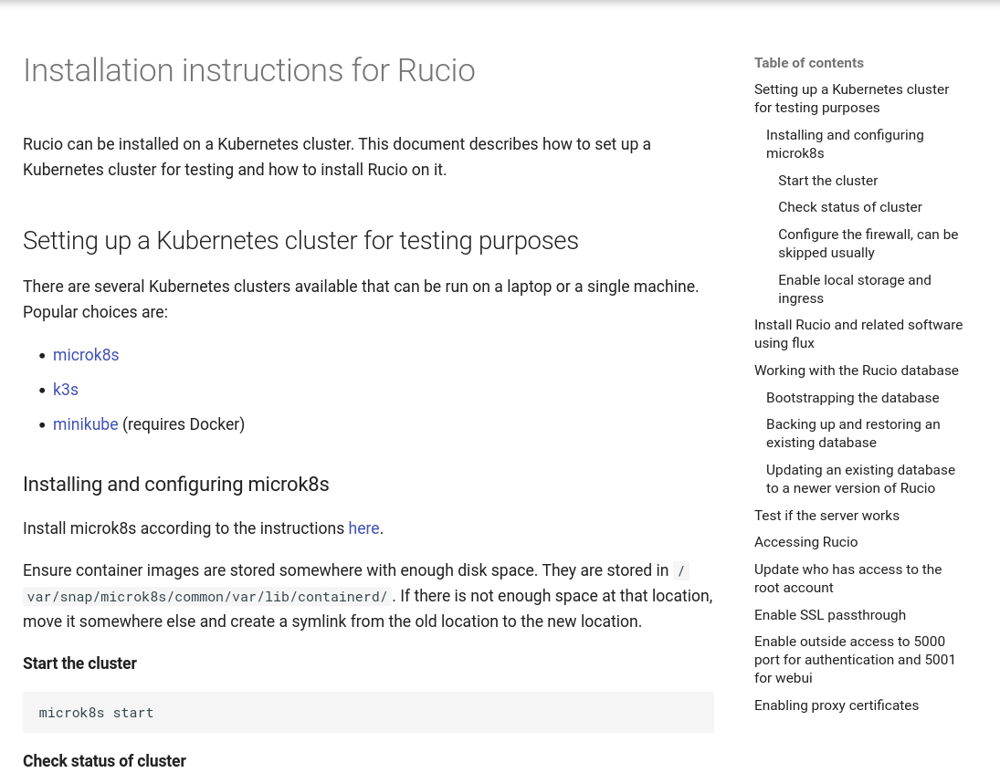 Installation instructions for Rucio
Rucio can be installed on a Kubernetes cluster. This document describes how to set up a
Kubernetes cluster for testing and how to install Rucio on it.
Setting up a Kubernetes cluster for testing purposes
There are several Kubernetes clusters available that can be run on a laptop or a single machine.
Popular choices are:
• microk8s
• k3s
• minikube (requires Docker)
Installing and configuring microk8s
Install microk8s according to the instructions here.
Ensure container images are stored somewhere with enough disk space. They are stored in /
var/snap/microk8s/common/var/lib/containerd/ . If there is not enough space at that location,
move it somewhere else and create a symlink from the old location to the new location.
Start the cluster
microk8s start
Check status of cluster
Table of contents
Setting up a Kubernetes cluster
for testing purposes
Installing and configuring
microk8s
Start the cluster
Check status of cluster
Configure the firewall, can be
skipped usually
Enable local storage and
ingress
Install Rucio and related software
using flux
Working with the Rucio database
Bootstrapping the database
Backing up and restoring an
existing database
Updating an existing database
to a newer version of Rucio
Test if the server works
Accessing Rucio
Update who has access to the
root account
Enable SSL passthrough
Enable outside access to 5000
port for authentication and 5001
for webui
Enabling proxy certificates